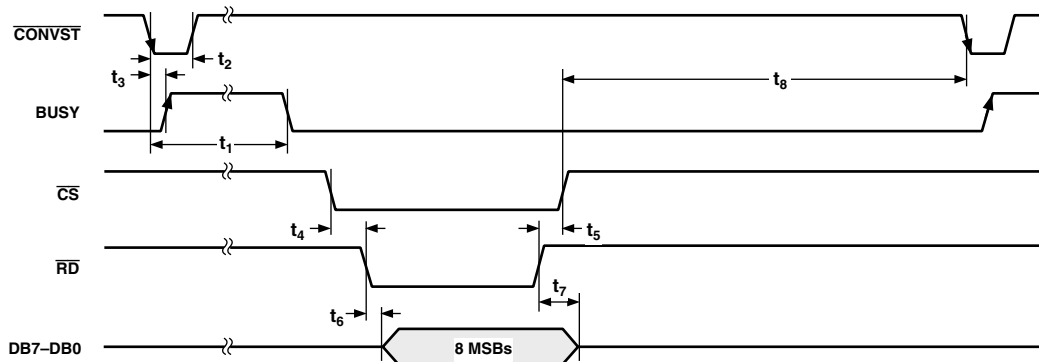 CONVST
t2
t3
t8
BUSY
t1
CS
t4
t5
RD
t7
t6
DB7–DB0
8 MSBs